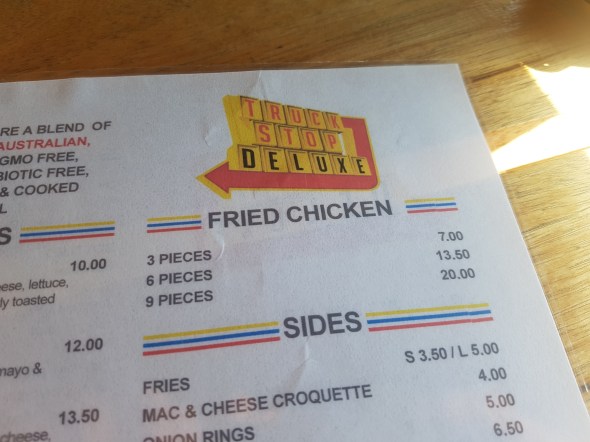 RE A BLEND OF
AUSTRALIAN,
GMO FREE,
BIOTIC FREE,
& COOKED
L
S
10.00
ese, lettuce,
ly toasted
12.00
mayo &
13.50
cheese,
TRUCK
STOP
DELUXE
FRIED CHICKEN
3 PIECES 7.00
6 PIECES 13.50
9 PIECES 20.00
SIDES
FRIES S 3.50 / L 5.00
MAC & CHEESE CROQUETTE 4.00
ONION RINGS 5.00
6.50